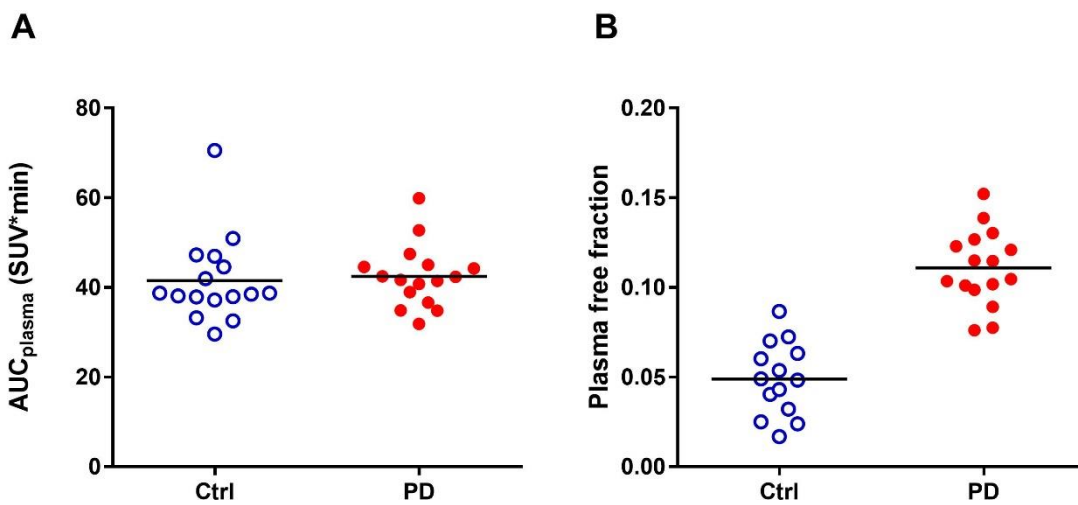 A
AUCplasma (SUV*min)
80
60
40
20
0
Ctrl
PD
B
Plasma free fraction
0.20
0.15
0.10
0.05
0.00
Ctrl
PD